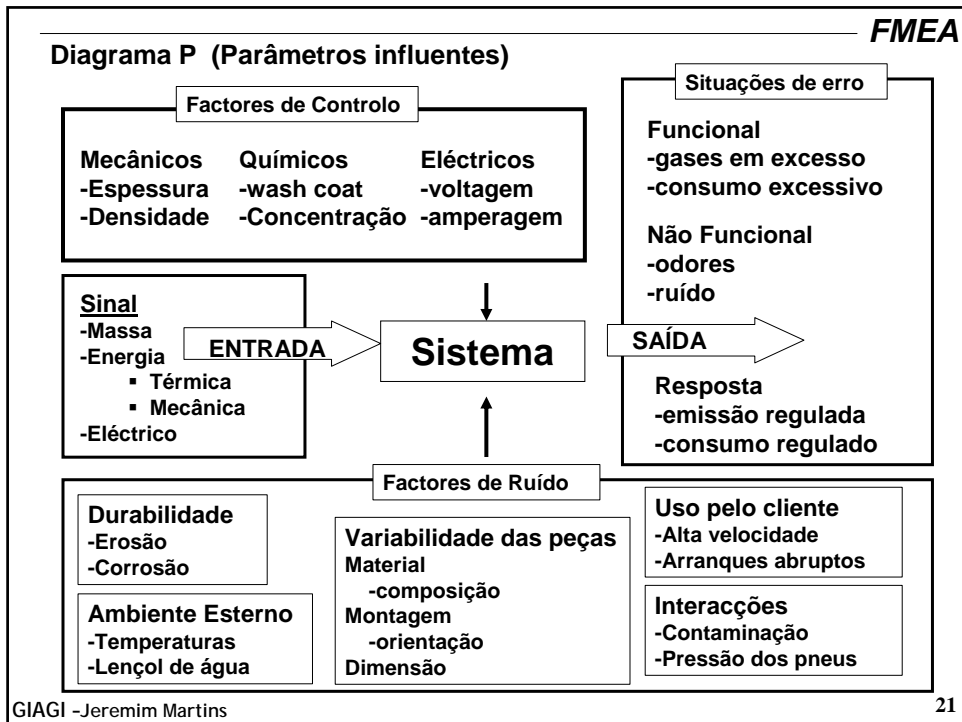 FMEA
Diagrama P (Parâmetros influentes)
Factores de Controlo
Mecânicos Químicos Eléctricos
-Espessura -wash coat -voltagem
-Densidade -Concentração -amperagem
Situações de erro
Funcional
-gases em excesso
-consumo excessivo
Não Funcional
-odores
-ruído
Sinal
-Massa
-Energia
▪ Térmica
▪ Mecânica
-Eléctrico
ENTRADA
Sistema
SAÍDA
Resposta
-emissão regulada
-consumo regulado
Factores de Ruído
Durabilidade
-Erosão
-Corrosão
Ambiente Esterno
-Temperaturas
-Lençol de água
Variabilidade das peças
Material
-composição
Montagem
-orientação
Dimensão
Uso pelo cliente
-Alta velocidade
-Arranques abruptos
Interacções
-Contaminação
-Pressão dos pneus
GIAGI –Jeremim Martins
21